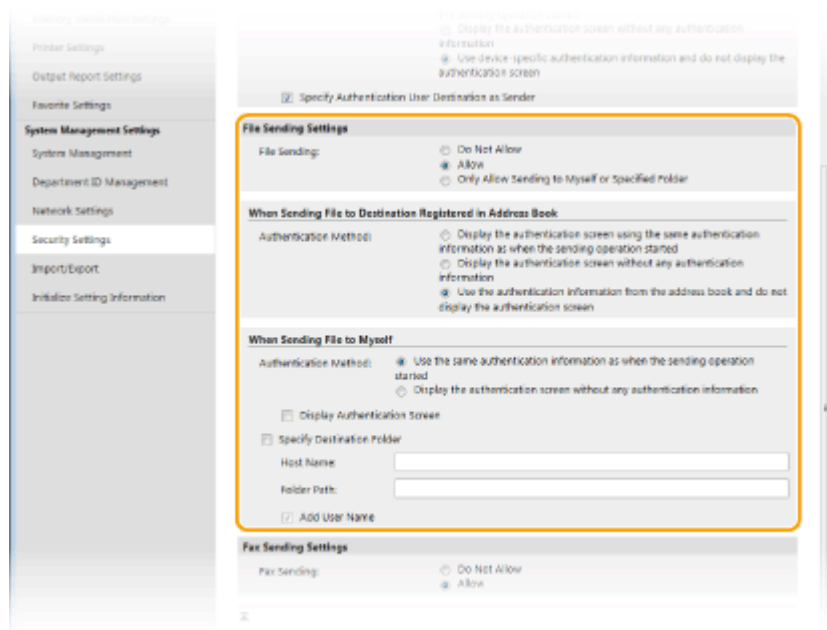 Printer Settings
Output Report Settings
Favorite Settings
System Management Settings
System Management
Department ID Management
Network Settings
Security Settings
Import/Export
Initialize Setting Information
Display the authentication screen without any authentication
information
Use device-specific authentication information and do not display the
authentication screen
Specify Authentication User Destination as Sender
File Sending Settings
File Sending:
Do Not Allow
Allow
Only Allow Sending to Myself or Specified Folder
When Sending File to Destination Registered in Address Book
Authentication Method:
Display the authentication screen using the same authentication
information as when the sending operation started
Display the authentication screen without any authentication
information
Use the authentication information from the address book and do not
display the authentication screen
When Sending File to Myself
Authentication Method:
Use the same authentication information as when the sending operation
started
Display the authentication screen without any authentication information
Display Authentication Screen
Specify Destination Folder
Host Name:
Folder Path:
Add User Name
Fax Sending Settings
Fax Sending:
Do Not Allow
Allow